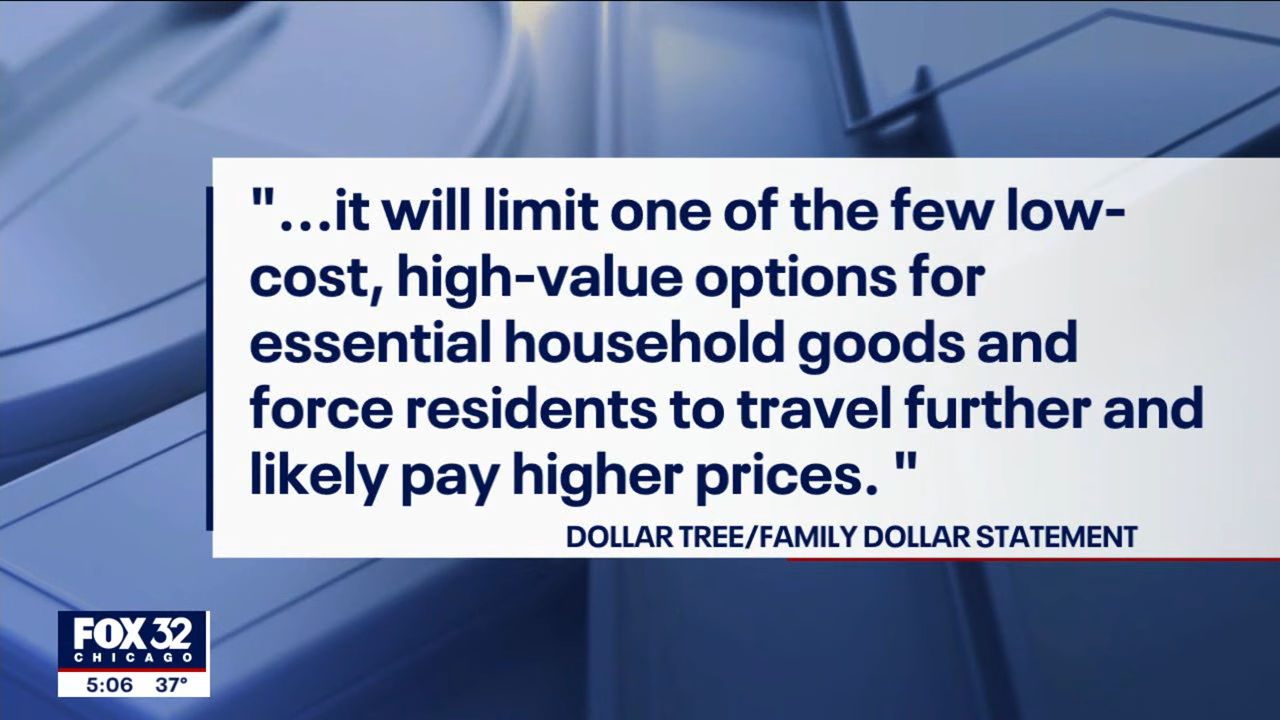 "...it will limit one of the few low-
cost, high-value options for
essential household goods and
force residents to travel further and
likely pay higher prices. "
DOLLAR TREE/FAMILY DOLLAR STATEMENT
FOX 32
CHICAGO
5:06 37°